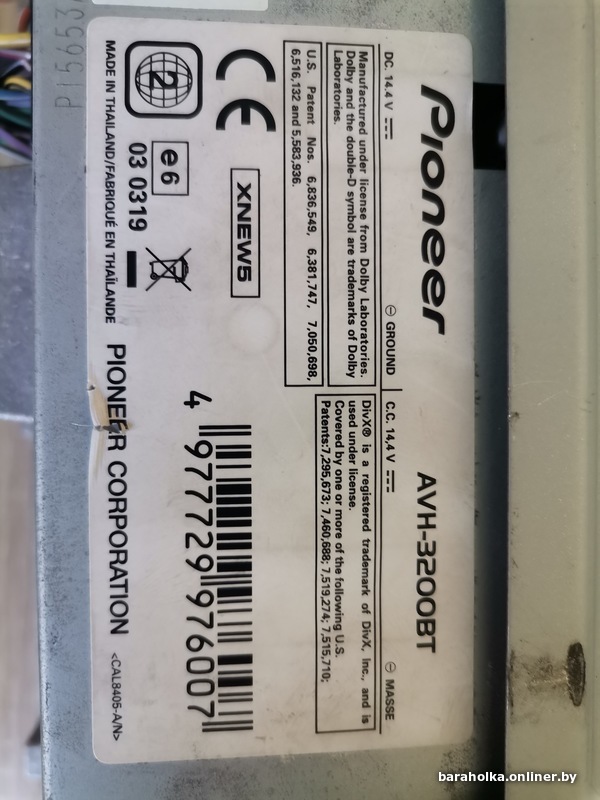 Pioneer
AVH-3200BT
DC. 14.4 V
⊖ GROUND
C.C. 14,4 V
⊖ MASSE
Manufactured under license from Dolby Laboratories.
Dolby and the double-D symbol are trademarks of Dolby
Laboratories.
U.S. Patent Nos. 6,836,549, 6,381,747, 7,050,698,
6,516,132 and 5,583,936.
DivX® is a registered trademark of DivX, Inc., and is
used under license.
Covered by one or more of the following U.S.
Patents:7,295,673; 7,460,688; 7,519,274; 7,515,710;
CE
XNEW5
4 977729 976007
2
e6
03 0319
MADE IN THAILAND/FABRIQUÉ EN THAÏLANDE
PIONEER CORPORATION
<CAL8405-A/N>
baraholka.onliner.by